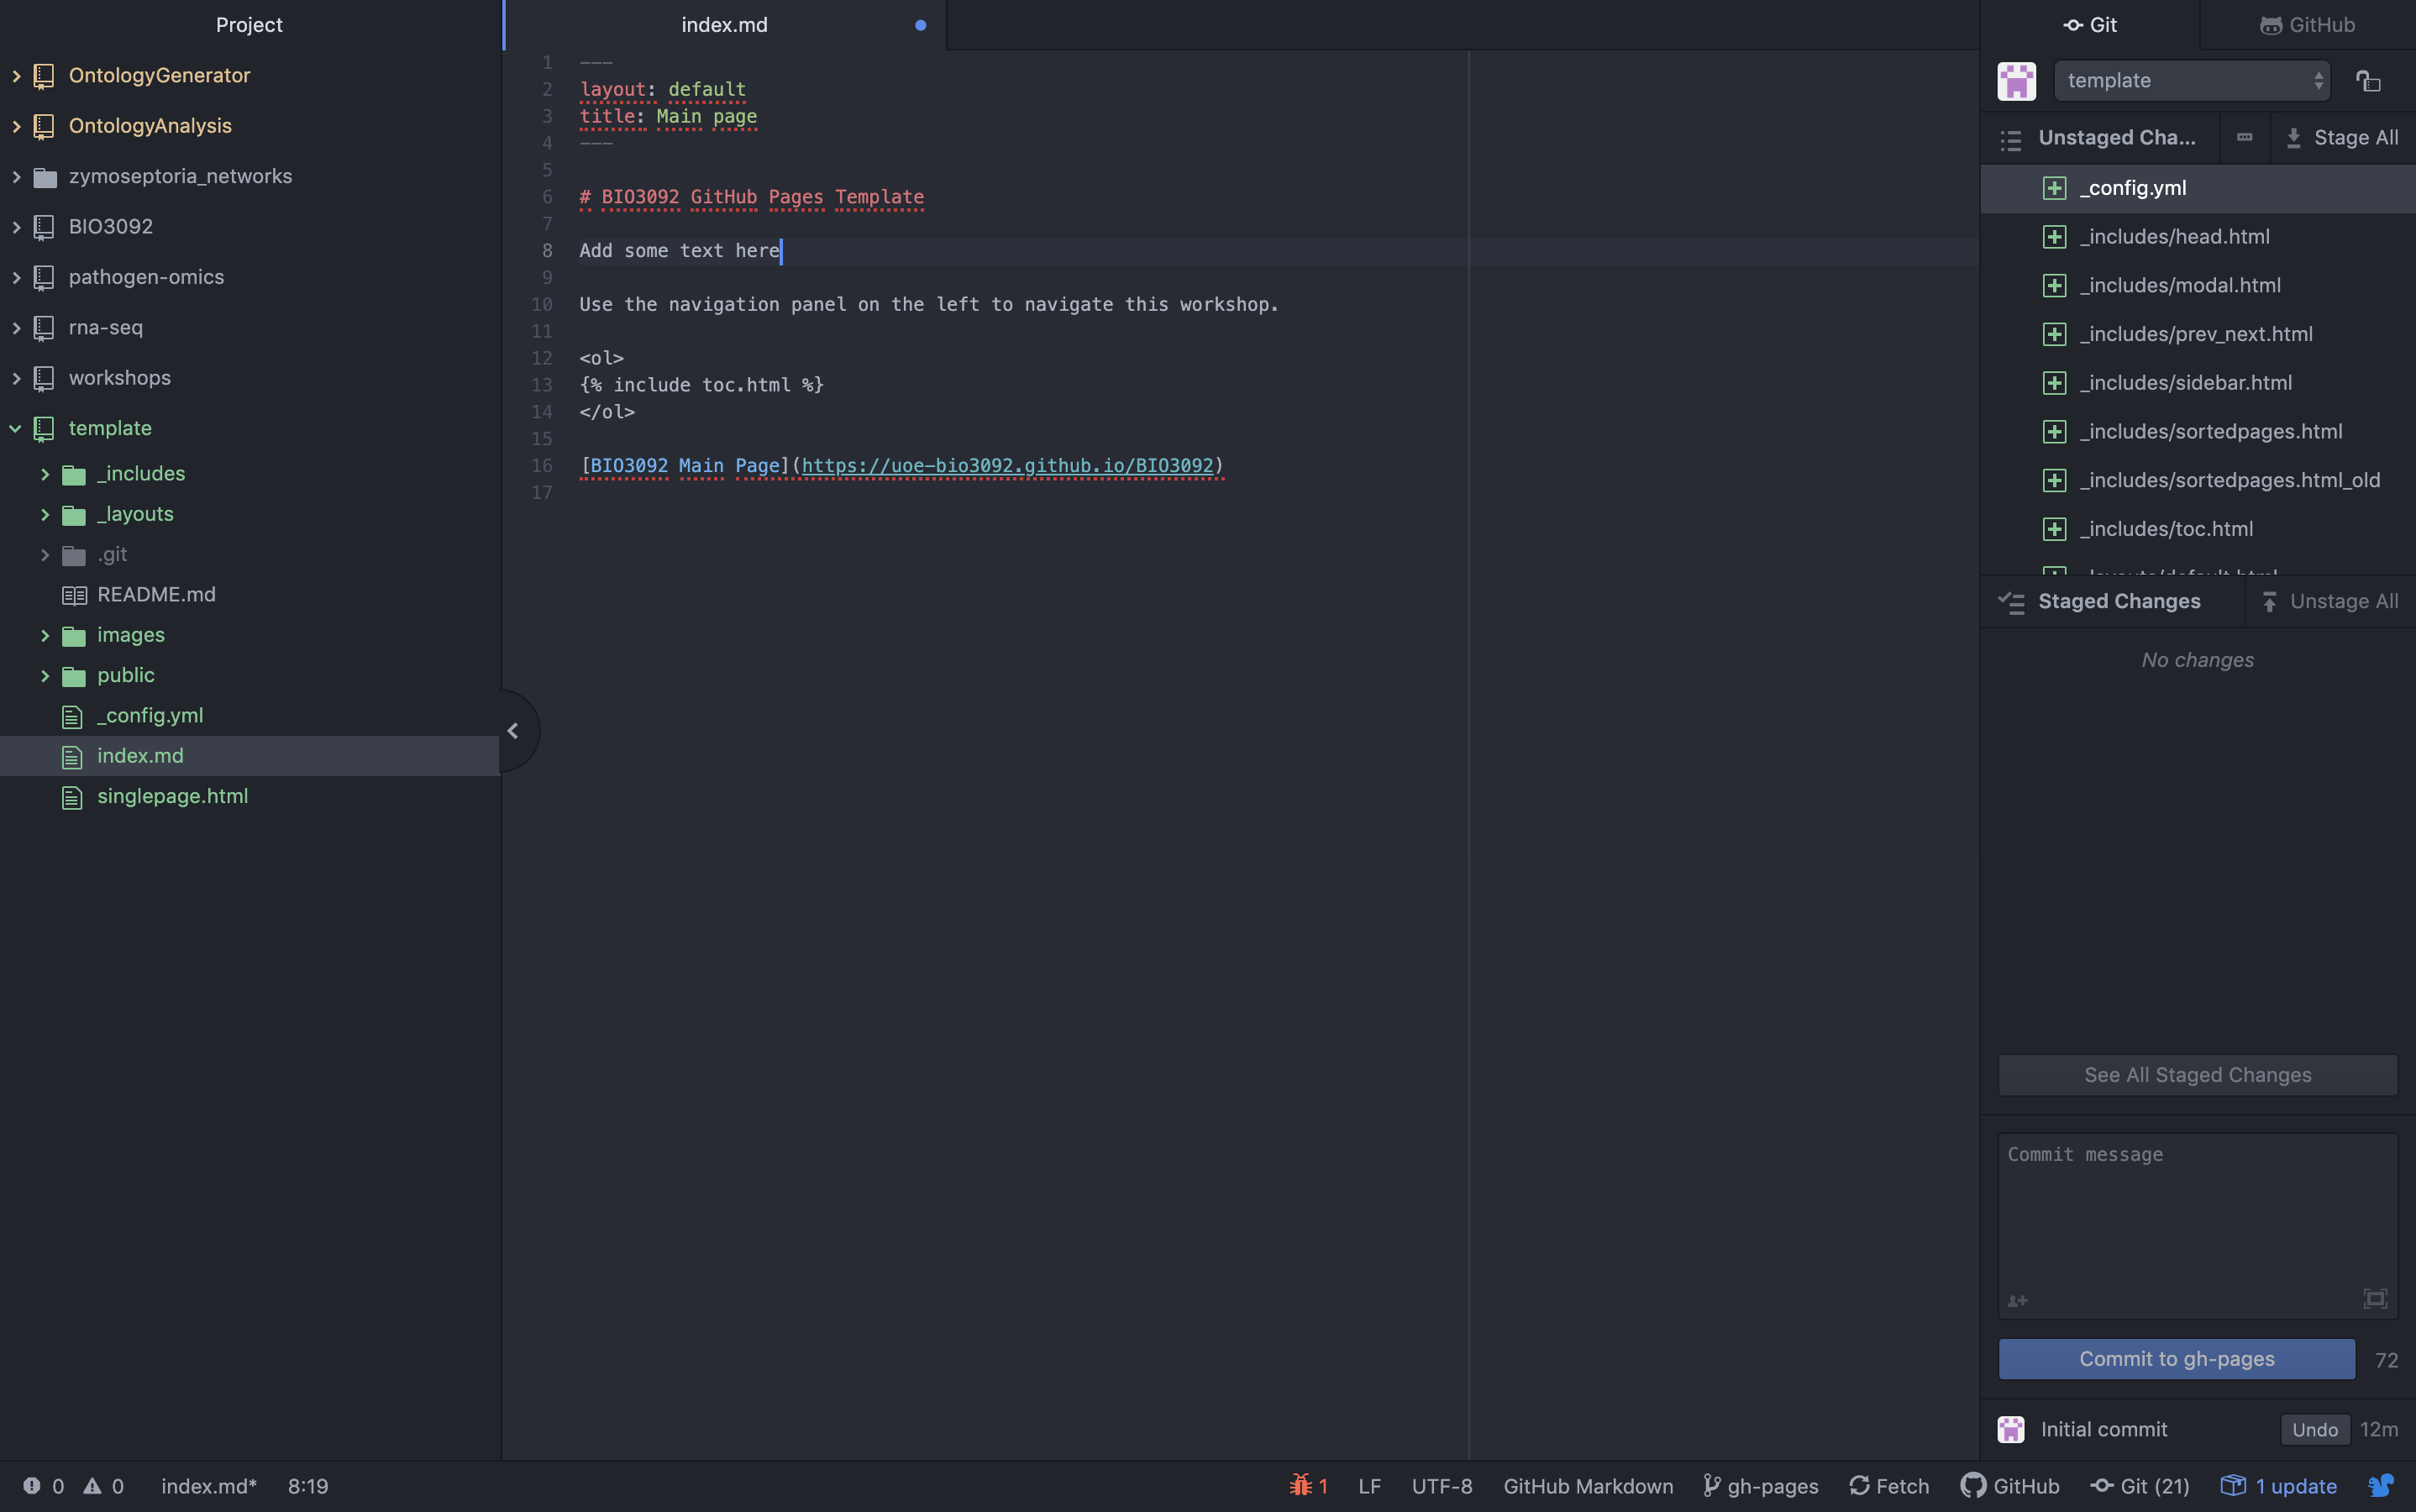 Project
OntologyGenerator
OntologyAnalysis
zymoseptoria_networks
BIO3092
pathogen-omics
rna-seq
workshops
template
_includes
_layouts
.git
README.md
images
public
_config.yml
index.md
singlepage.html
index.md
1 ---
2 layout: default
3 title: Main page
4 ---
5
6 # BIO3092 GitHub Pages Template
7
8 Add some text here
9
10 Use the navigation panel on the left to navigate this workshop.
11
12 <ol>
13 {% include toc.html %}
14 </ol>
15
16 [BIO3092 Main Page](https://uoe-bio3092.github.io/BIO3092)
17
Git GitHub
template
Unstaged Cha... Stage All
_config.yml
_includes/head.html
_includes/modal.html
_includes/prev_next.html
_includes/sidebar.html
_includes/sortedpages.html
_includes/sortedpages.html_old
_includes/toc.html
_layouts/default.html
Staged Changes Unstage All
No changes
See All Staged Changes
Commit message
Commit to gh-pages 72
Initial commit Undo 12m
0 0 index.md* 8:19 1 LF UTF-8 GitHub Markdown gh-pages Fetch GitHub Git (21) 1 update